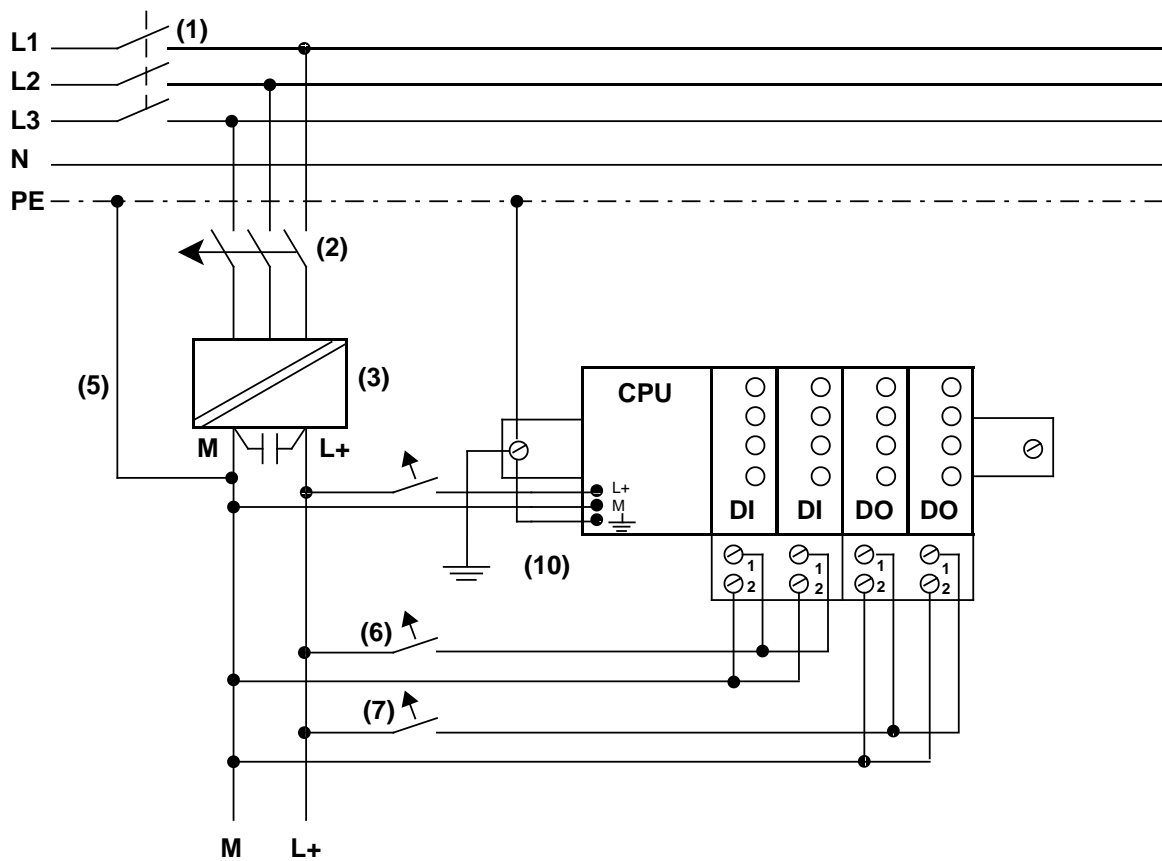 L1
(1)
L2
L3
N
PE
(2)
(5)
(3)
CPU
M
L+
L+
M
DI
DI
DO
DO
(10)
1
1
1
1
2
2
2
2
(6)
(7)
M
L+